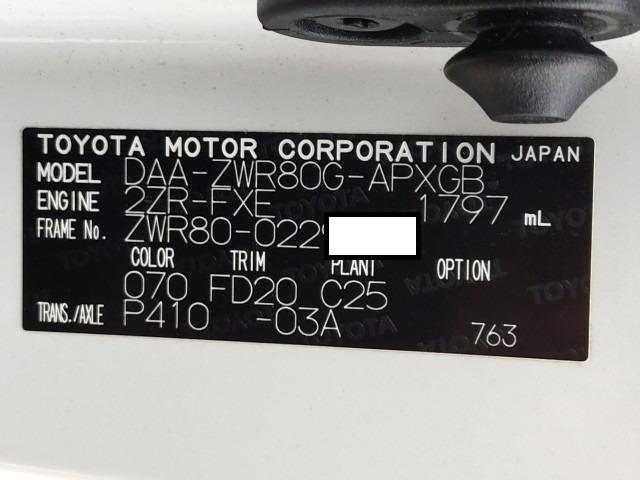 TOYOTA MOTOR CORPORATION JAPAN
MODEL DAA-ZWR80G-APXGB
ENGINE 2ZR-FXE 1797 mL
FRAME No. ZWR80-0229
COLOR TRIM PLANT OPTION
070 FD20 C25
TRANS./AXLE P410 -03A 763